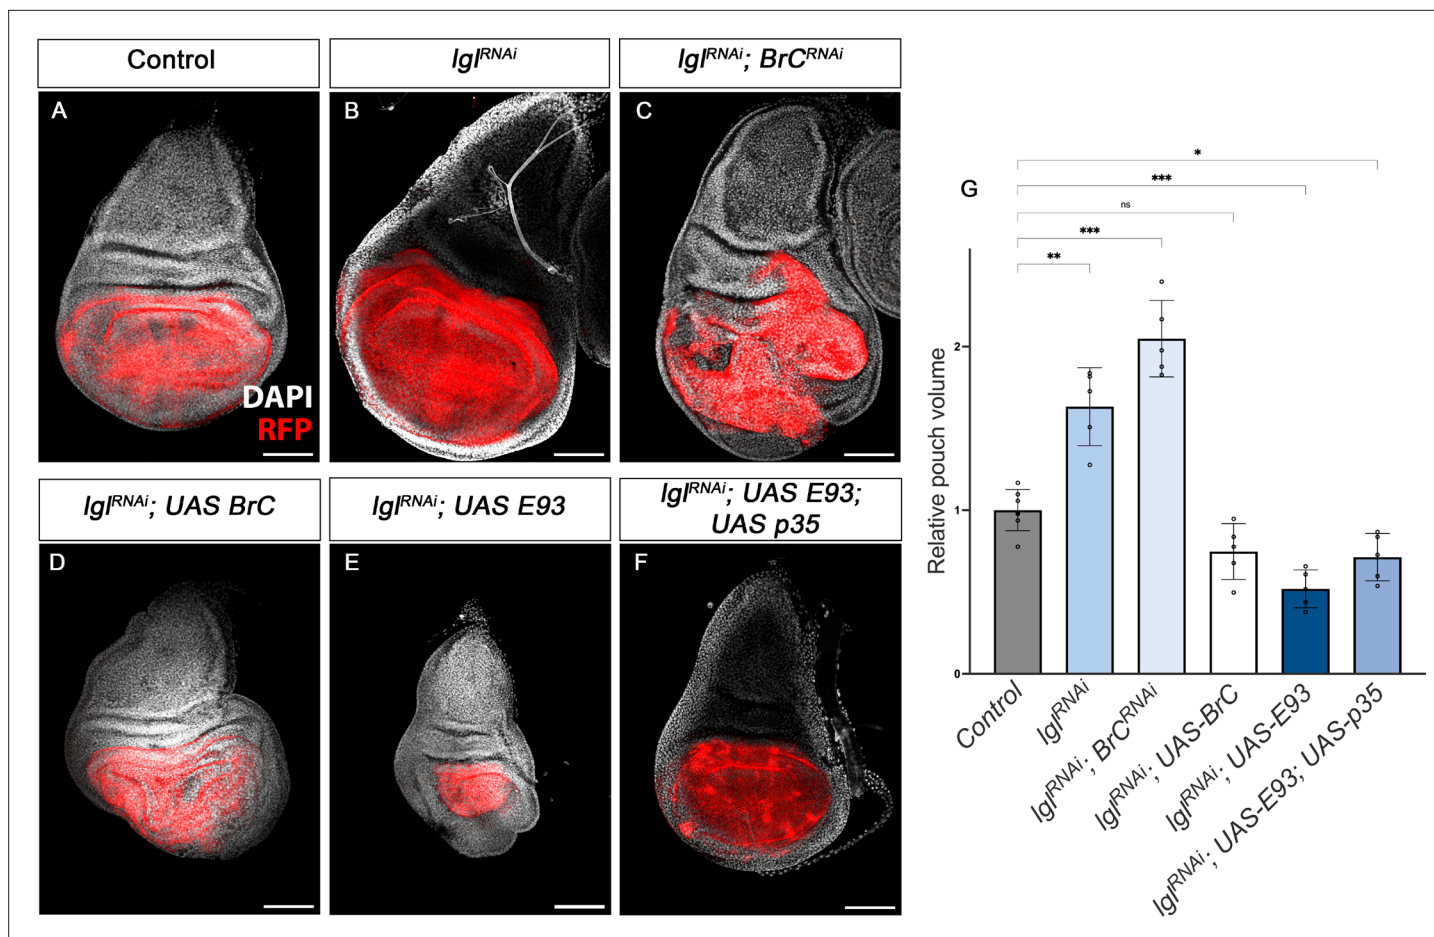 Control
lgl^RNAi
lgl^RNAi; BrC^RNAi
A
B
C
DAPI
RFP
lgl^RNAi; UAS BrC
lgl^RNAi; UAS E93
lgl^RNAi; UAS E93;
UAS p35
D
E
F
G
*
***
ns
***
**
Relative pouch volume
2
1
0
Control
lgl^RNAi
lgl^RNAi; BrC^RNAi
lgl^RNAi; UAS-BrC
lgl^RNAi; UAS-E93
lgl^RNAi; UAS-E93; UAS-p35